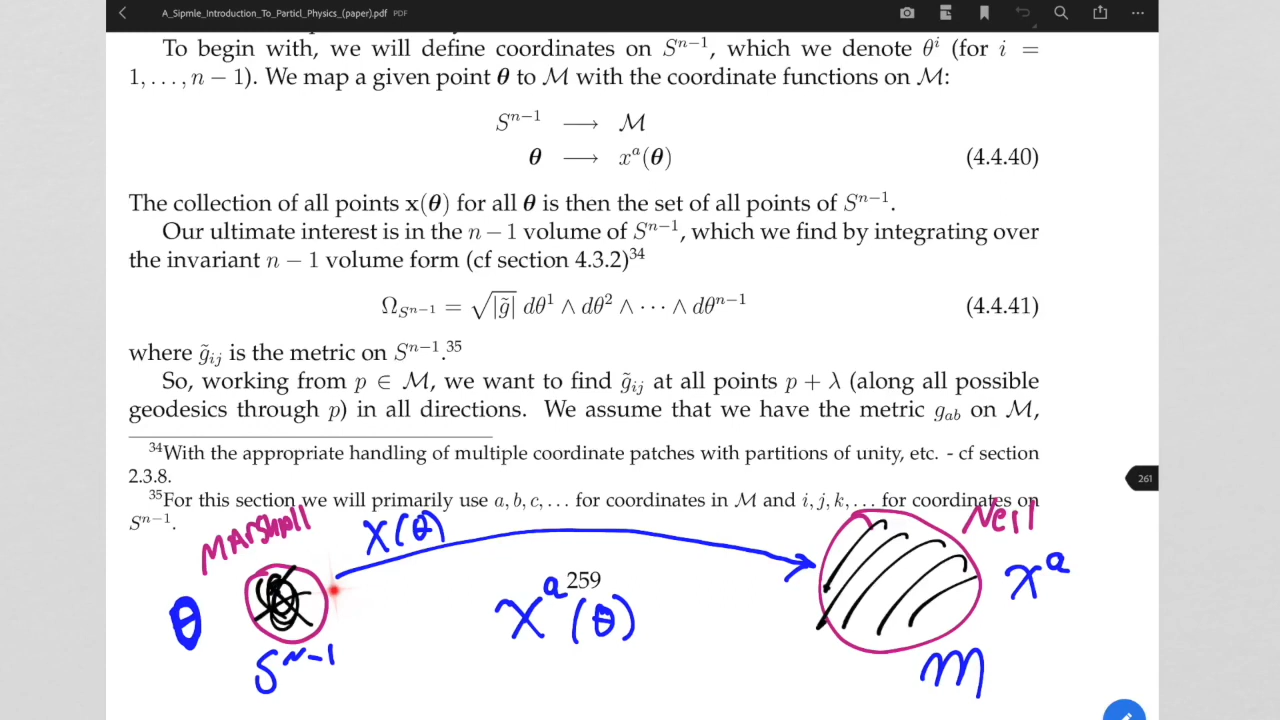 A_Sipmle_Introduction_To_Particl_Physics_(paper).pdf PDF
To begin with, we will define coordinates on Sⁿ⁻¹, which we denote θⁱ (for i =
1, . . . , n − 1). We map a given point θ to ℳ with the coordinate functions on ℳ:
Sⁿ⁻¹ ⟶ ℳ
θ ⟶ xᵃ(θ) (4.4.40)
The collection of all points x(θ) for all θ is then the set of all points of Sⁿ⁻¹.
Our ultimate interest is in the n − 1 volume of Sⁿ⁻¹, which we find by integrating over
the invariant n − 1 volume form (cf section 4.3.2)³⁴
Ω_{Sⁿ⁻¹} = √|g̃| dθ¹ ∧ dθ² ∧ · · · ∧ dθⁿ⁻¹ (4.4.41)
where g̃ᵢⱼ is the metric on Sⁿ⁻¹.³⁵
So, working from p ∈ ℳ, we want to find g̃ᵢⱼ at all points p + λ (along all possible
geodesics through p) in all directions. We assume that we have the metric g_{ab} on ℳ,
³⁴With the appropriate handling of multiple coordinate patches with partitions of unity, etc. - cf section
2.3.8.
³⁵For this section we will primarily use a, b, c, . . . for coordinates in ℳ and i, j, k, . . . for coordinates on
Sⁿ⁻¹.
261
MARSHALL
X(θ)
Neil
259
θ
xᵃ(θ)
xᵃ
Sⁿ⁻¹
M